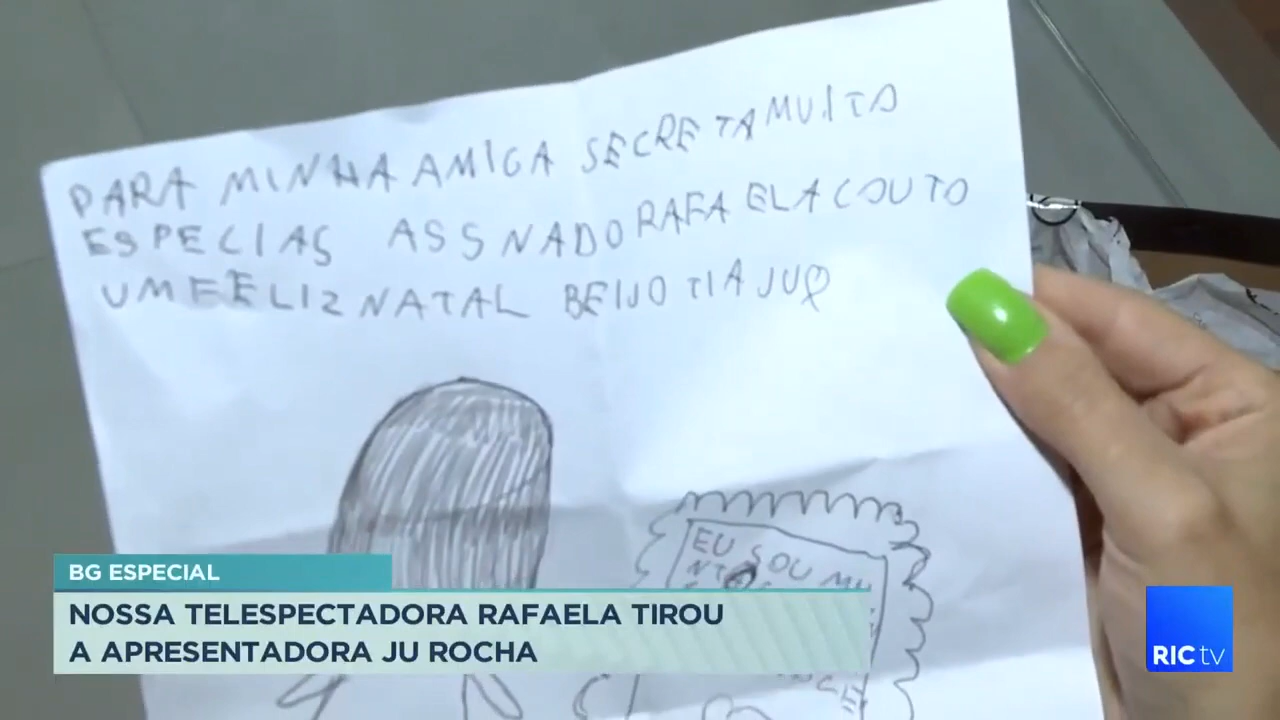 PARA MINHA AMIGA SECRETA MUITO
ESPECIAS ASSNADO RAFAELA COUTO
UM FELIZ NATAL BEIJO TIA JU
EU SOU MU
BG ESPECIAL
NOSSA TELESPECTADORA RAFAELA TIROU
A APRESENTADORA JU ROCHA
RIC tv